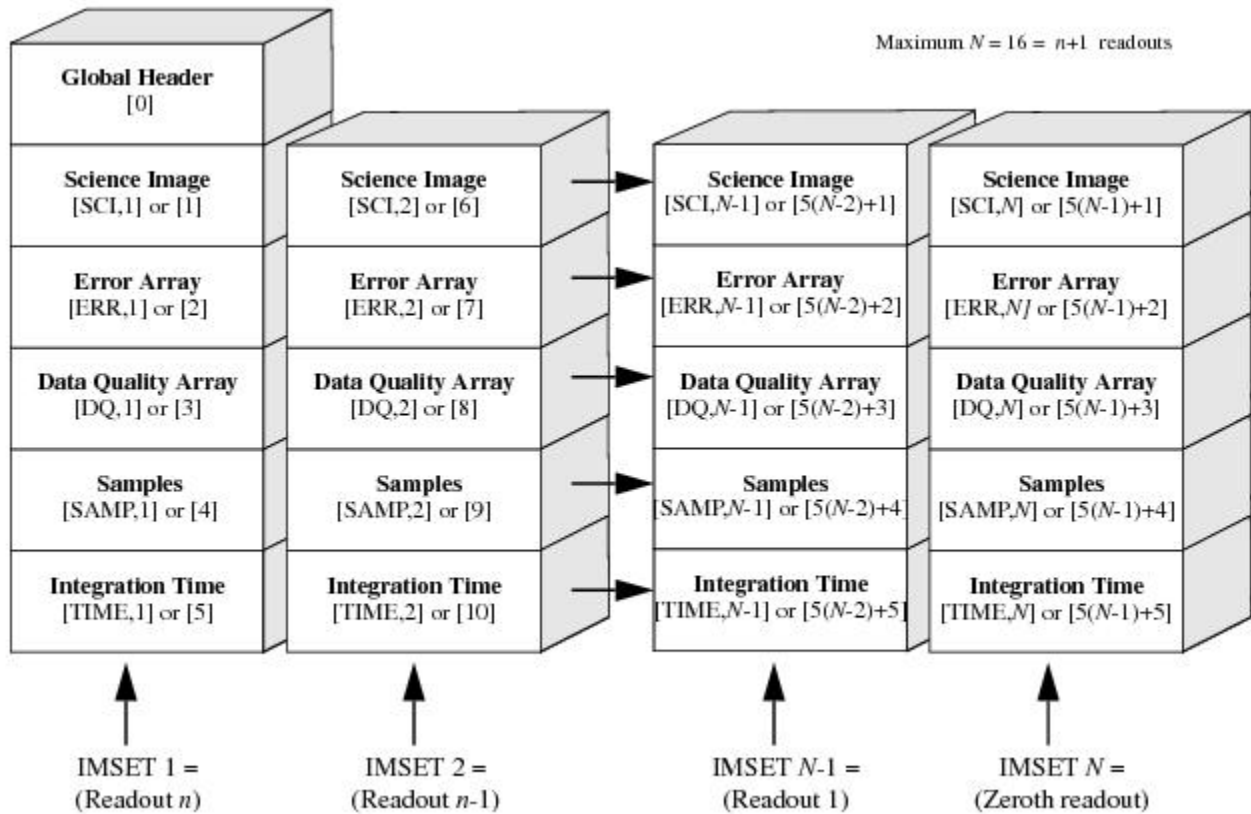 Maximum N = 16 = n+1 readouts
Global Header
[0]
Science Image
[SCI,1] or [1]
Error Array
[ERR,1] or [2]
Data Quality Array
[DQ,1] or [3]
Samples
[SAMP,1] or [4]
Integration Time
[TIME,1] or [5]
IMSET 1 =
(Readout n)
Science Image
[SCI,2] or [6]
Error Array
[ERR,2] or [7]
Data Quality Array
[DQ,2] or [8]
Samples
[SAMP,2] or [9]
Integration Time
[TIME,2] or [10]
IMSET 2 =
(Readout n-1)
Science Image
[SCI,N-1] or [5(N-2)+1]
Error Array
[ERR,N-1] or [5(N-2)+2]
Data Quality Array
[DQ,N-1] or [5(N-2)+3]
Samples
[SAMP,N-1] or [5(N-2)+4]
Integration Time
[TIME,N-1] or [5(N-2)+5]
IMSET N-1 =
(Readout 1)
Science Image
[SCI,N] or [5(N-1)+1]
Error Array
[ERR,N] or [5(N-1)+2]
Data Quality Array
[DQ,N] or [5(N-1)+3]
Samples
[SAMP,N] or [5(N-1)+4]
Integration Time
[TIME,N] or [5(N-1)+5]
IMSET N =
(Zeroth readout)